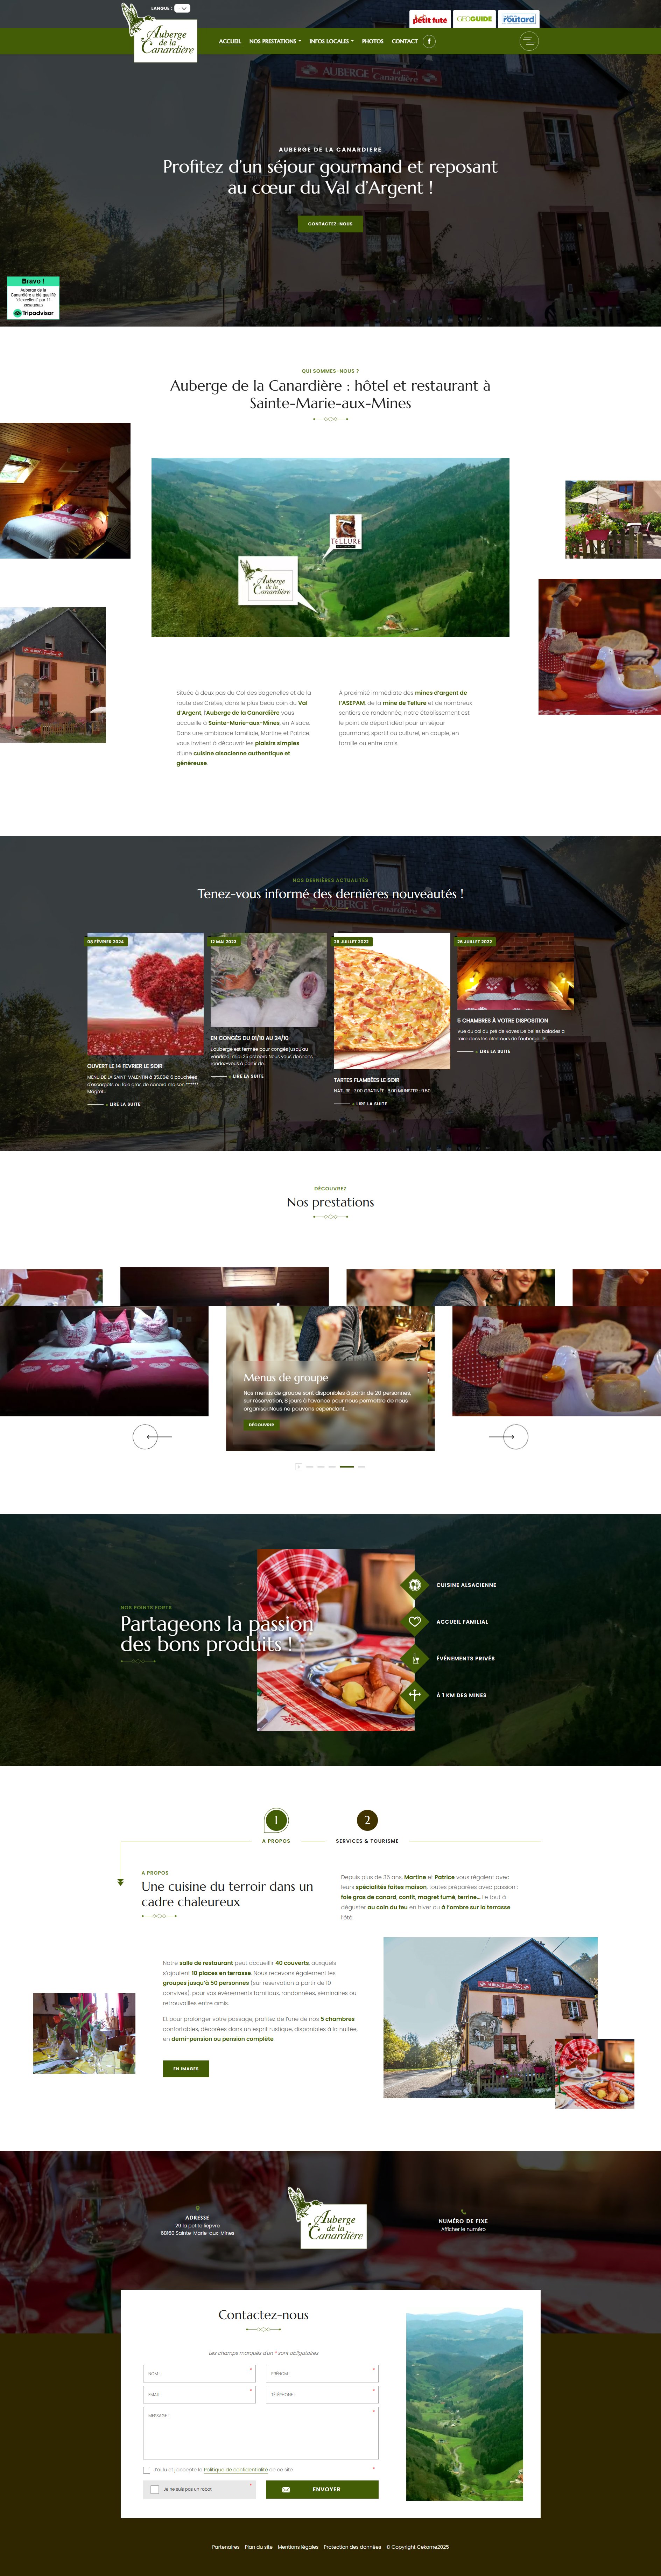 LANGUE :
petit futé
GEOGUIDE
routard
Auberge
de la
Canardière
ACCUEIL
NOS PRESTATIONS
INFOS LOCALES
PHOTOS
CONTACT
AUBERGE DE LA CANARDIERE
Profitez d'un séjour gourmand et reposant
au cœur du Val d'Argent !
CONTACTEZ-NOUS
Bravo !
Auberge de la
Canardière a été qualifié
"d'excellent" par 11
voyageurs
Tripadvisor
QUI SOMMES-NOUS ?
Auberge de la Canardière : hôtel et restaurant à
Sainte-Marie-aux-Mines
TELLURE
Auberge
de la
Canardière
Située à deux pas du Col des Bagenelles et de la
route des Crêtes, dans le plus beau coin du Val
d'Argent, l'Auberge de la Canardière vous
accueille à Sainte-Marie-aux-Mines, en Alsace.
Dans une ambiance familiale, Martine et Patrice
vous invitent à découvrir les plaisirs simples
d'une cuisine alsacienne authentique et
généreuse.
À proximité immédiate des mines d'argent de
l'ASEPAM, de la mine de Tellure et de nombreux
sentiers de randonnée, notre établissement est
le point de départ idéal pour un séjour
gourmand, sportif ou culturel, en couple, en
famille ou entre amis.
NOS DERNIÈRES ACTUALITÉS
Tenez-vous informé des dernières nouveautés !
08 FÉVRIER 2024
OUVERT LE 14 FEVRIER LE SOIR
MENU DE LA SAINT-VALENTIN à 35.00€ 6 bouchées
d'escargots au foie gras de canard maison ******
Magret...
LIRE LA SUITE
12 MAI 2023
EN CONGÉS DU 01/10 AU 24/10
L'auberge est fermée pour congés jusqu'au
vendredi midi 25 octobre Nous vous donnons
rendez-vous à partir de...
LIRE LA SUITE
26 JUILLET 2022
TARTES FLAMBÉES LE SOIR
NATURE : 7.00 GRATINÉE : 8.00 MUNSTER : 9.50 ...
LIRE LA SUITE
26 JUILLET 2022
5 CHAMBRES À VOTRE DISPOSITION
Vue du col du pré de Raves De belles balades à
faire dans les alentours de l'auberge st...
LIRE LA SUITE
DÉCOUVREZ
Nos prestations
Menus de groupe
Nos menus de groupe sont disponibles à partir de 20 personnes,
sur réservation, 8 jours à l'avance pour nous permettre de nous
organiser.Nous ne pouvons cependant...
DÉCOUVRIR
NOS POINTS FORTS
Partageons la passion
des bons produits !
CUISINE ALSACIENNE
ACCUEIL FAMILIAL
ÉVÉNEMENTS PRIVÉS
À 1 KM DES MINES
1
A PROPOS
2
SERVICES & TOURISME
A PROPOS
Une cuisine du terroir dans un
cadre chaleureux
Depuis plus de 35 ans, Martine et Patrice vous régalent avec
leurs spécialités faites maison, toutes préparées avec passion :
foie gras de canard, confit, magret fumé, terrine... Le tout à
déguster au coin du feu en hiver ou à l'ombre sur la terrasse
l'été.
Notre salle de restaurant peut accueillir 40 couverts, auxquels
s'ajoutent 10 places en terrasse. Nous recevons également les
groupes jusqu'à 50 personnes (sur réservation à partir de 10
convives), pour vos événements familiaux, randonnées, séminaires ou
retrouvailles entre amis.
Et pour prolonger votre passage, profitez de l'une de nos 5 chambres
confortables, décorées dans un esprit rustique, disponibles à la nuitée,
en demi-pension ou pension complète.
EN IMAGES
ADRESSE
29 la petite liepvre
68160 Sainte-Marie-aux-Mines
Auberge
de la
Canardière
NUMÉRO DE FIXE
Afficher le numéro
Contactez-nous
Les champs marqués d'un * sont obligatoires
NOM : *
PRÉNOM : *
EMAIL : *
TÉLÉPHONE : *
MESSAGE : *
J'ai lu et j'accepte la Politique de confidentialité de ce site *
Je ne suis pas un robot *
ENVOYER
Partenaires
Plan du site
Mentions légales
Protection des données
© Copyright Cekome2025